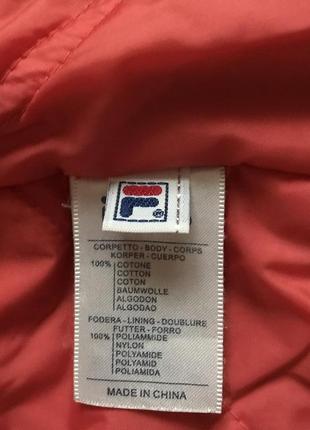 F
CORPETTO - BODY - CORPS
KORPER - CUERPO
100% COTONE
COTTON
COTON
BAUMWOLLE
ALGODON
ALGODAO
FODERA - LINING - DOUBLURE
FUTTER - FORRO
100% POLIAMMIDE
NYLON
POLYAMIDE
POLYAMID
POLIAMIDA
MADE IN CHINA